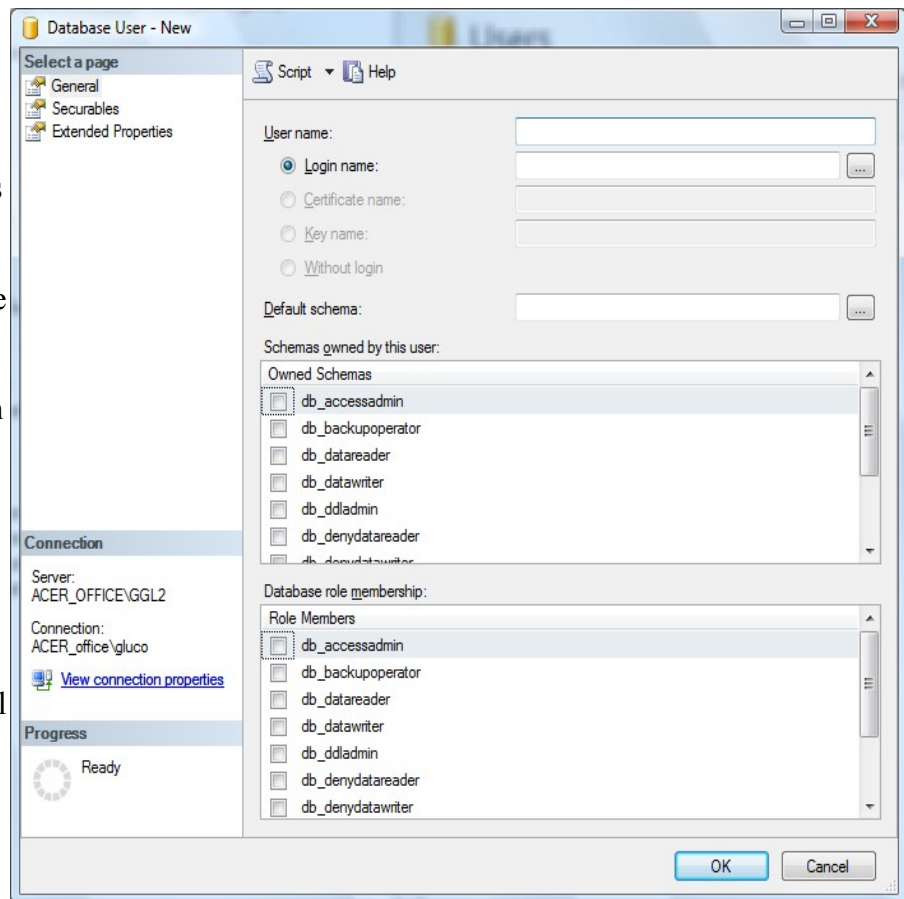 Database User - New
Users
Select a page
General
Securables
Extended Properties
Script
Help
User name:
Login name:
...
Certificate name:
Key name:
Without login
Default schema:
...
Schemas owned by this user:
Owned Schemas
db_accessadmin
db_backupoperator
db_datareader
db_datawriter
db_ddladmin
db_denydatareader
db_denydatawriter
Database role membership:
Role Members
db_accessadmin
db_backupoperator
db_datareader
db_datawriter
db_ddladmin
db_denydatareader
db_denydatawriter
Connection
Server:
ACER_OFFICE\GGL2
Connection:
ACER_office\gluco
View connection properties
Progress
Ready
OK
Cancel